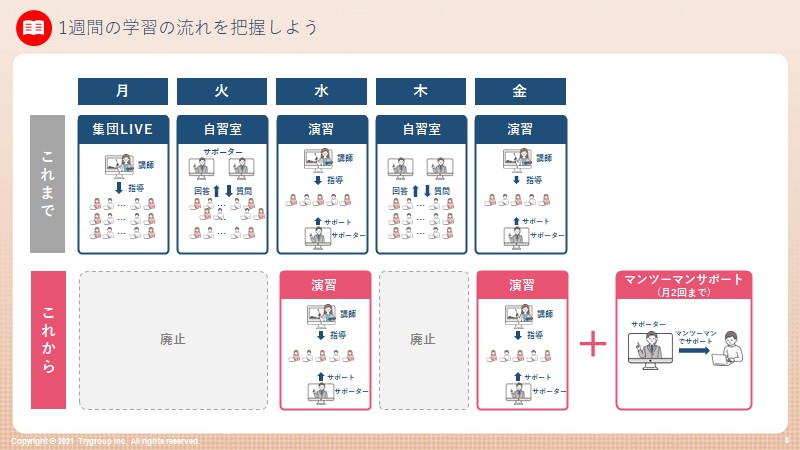 1週間の学習の流れを把握しよう
月
火
水
木
金
これまで
集団LIVE
講師
指導
…
…
…
自習室
サポーター
回答
質問
…
…
…
演習
講師
指導
サポート
サポーター
自習室
回答
質問
…
…
…
演習
講師
指導
サポート
サポーター
これから
廃止
演習
講師
指導
サポート
サポーター
廃止
演習
講師
指導
サポート
サポーター
＋
マンツーマンサポート
（月2回まで）
サポーター
マンツーマン
でサポート
Copyright © 2021 Trygroup Inc. All rights reserved.
8